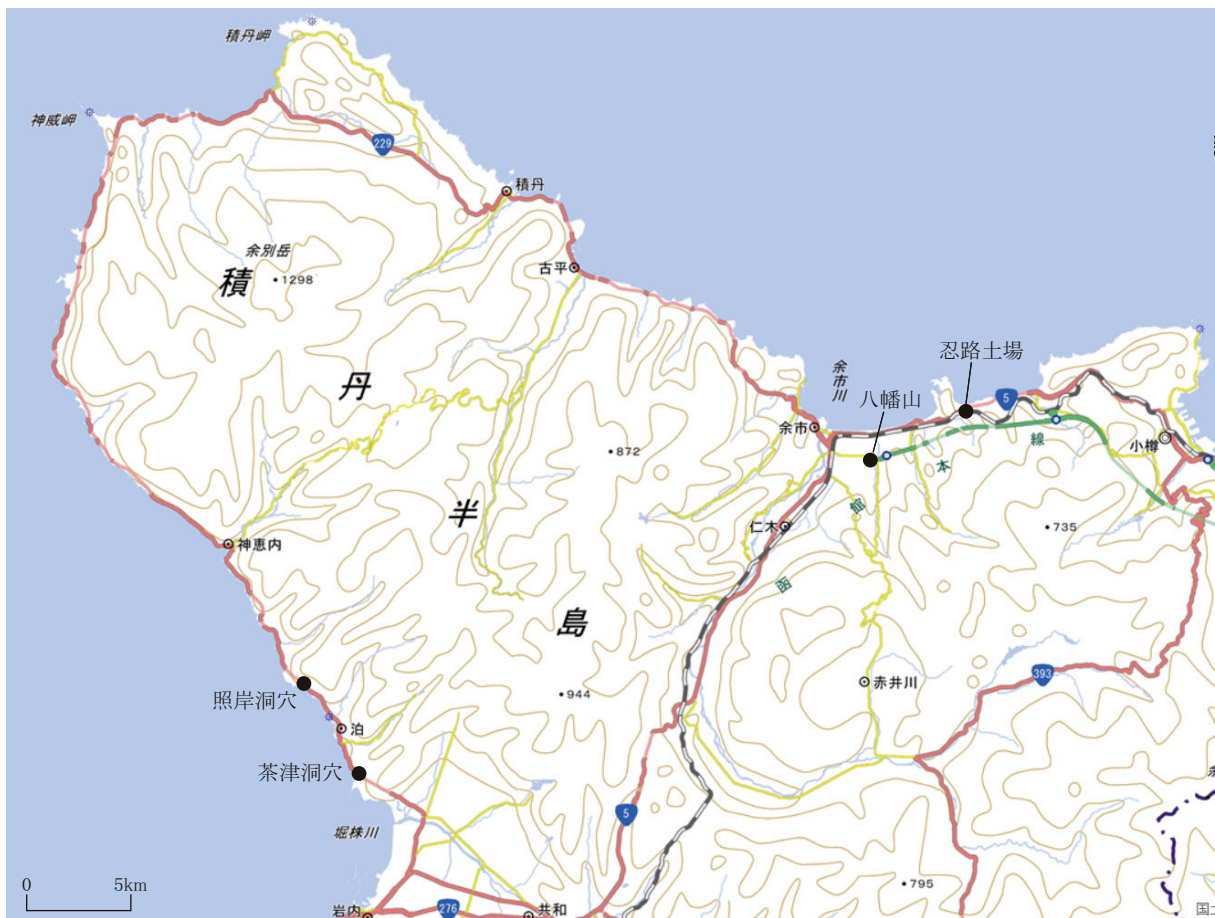 積丹岬
神威岬
229
積丹
余別岳
1298
古平
積丹半島
忍路土場
余市川
5
八幡山
余市
小樽
函館本線
872
仁木
735
神恵内
照岸洞穴
944
赤井川
393
泊
茶津洞穴
5
堀株川
795
0 5km
岩内
276
共和
国土